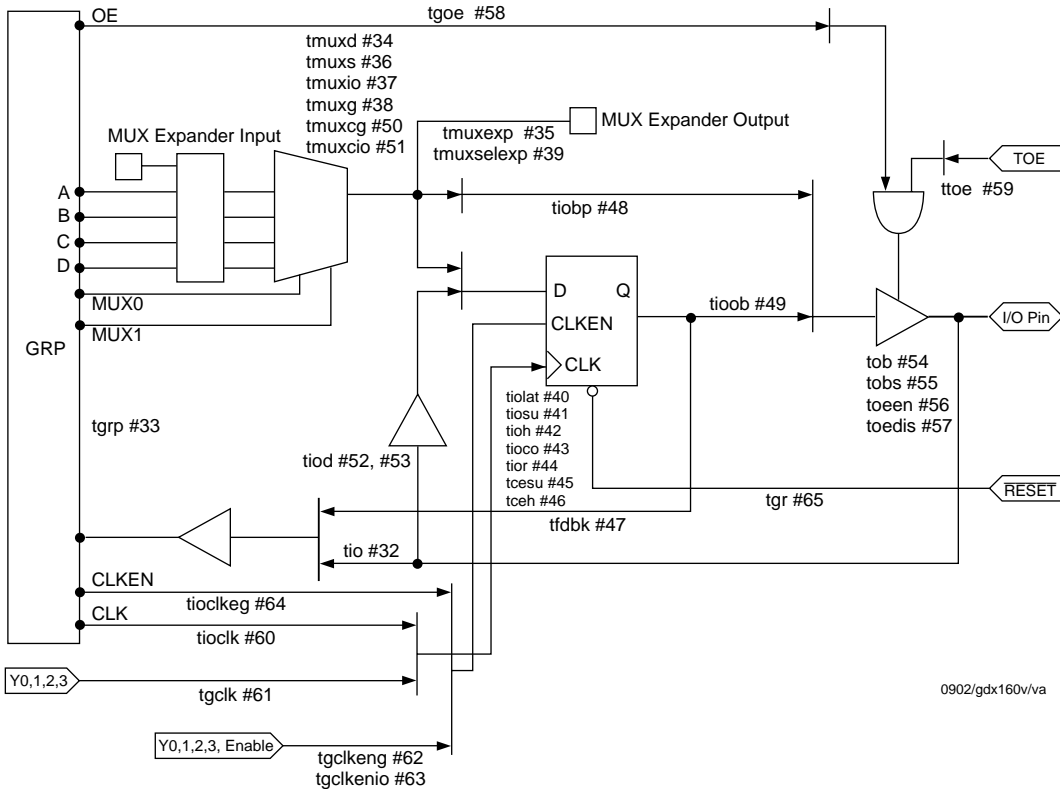 OE
tgoe #58
tmuxd #34
tmuxs #36
tmuxio #37
tmuxg #38
tmuxcg #50
tmuxcio #51
MUX Expander Input
MUX Expander Output
tmuxexp #35
tmuxselexp #39
TOE
ttoe #59
A
B
C
D
tiobp #48
MUX0
MUX1
GRP
D Q
CLKEN
CLK
tioob #49
I/O Pin
tob #54
tobs #55
toeen #56
toedis #57
tgrp #33
tiolat #40
tiosu #41
tioh #42
tioco #43
tior #44
tcesu #45
tceh #46
tiod #52, #53
RESET
tgr #65
tfdbk #47
tio #32
CLKEN
tioclkeg #64
CLK
tioclk #60
Y0,1,2,3
tgclk #61
0902/gdx160v/va
Y0,1,2,3, Enable
tgclkeng #62
tgclkenio #63